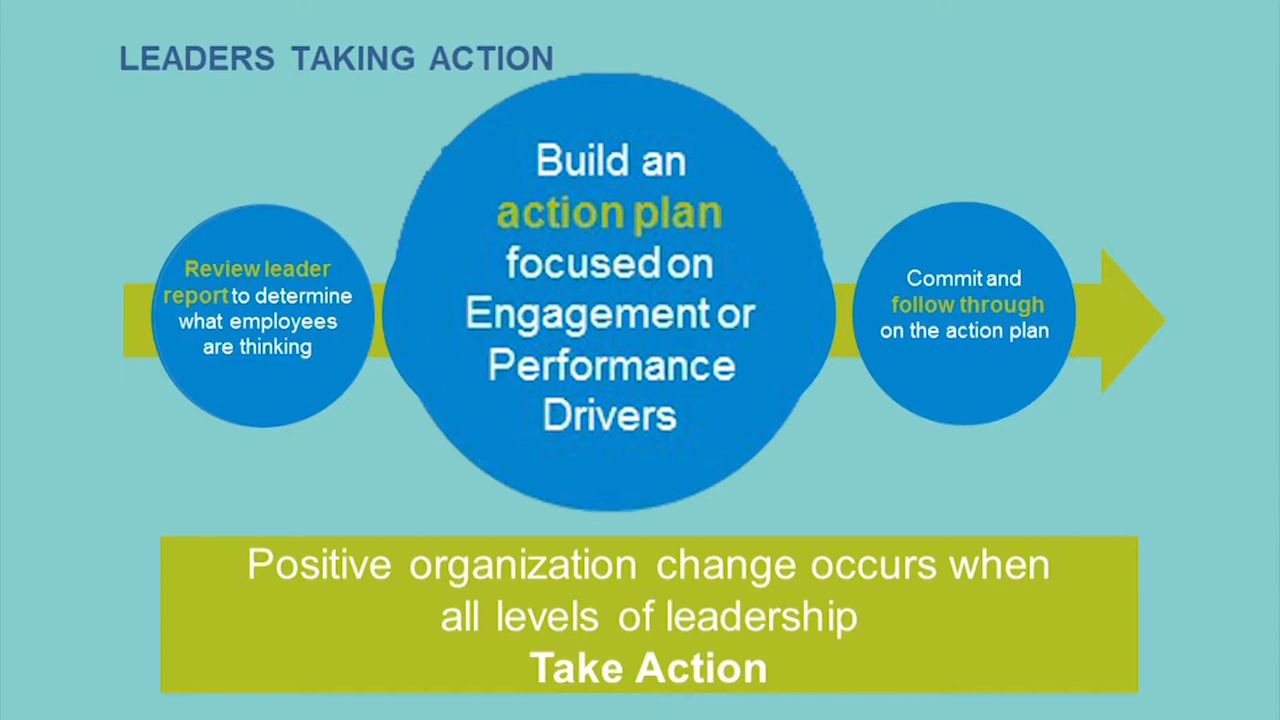 LEADERS TAKING ACTION
Review leader
report to determine
what employees
are thinking
Build an
action plan
focused on
Engagement or
Performance
Drivers
Commit and
follow through
on the action plan
Positive organization change occurs when
all levels of leadership
Take Action